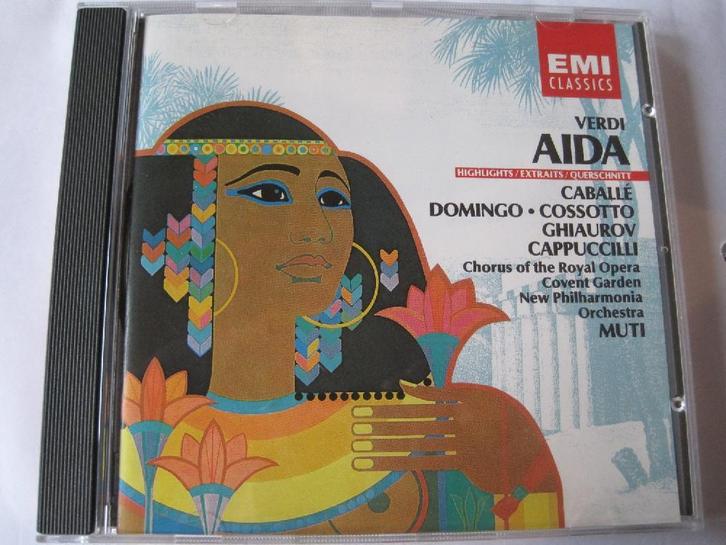 EMI
CLASSICS
VERDI
AIDA
HIGHLIGHTS/EXTRAITS/QUERSCHNITT
CABALLÉ
DOMINGO • COSSOTTO
GHIAUROV
CAPPUCCILLI
Chorus of the Royal Opera
Covent Garden
New Philharmonia
Orchestra
MUTI